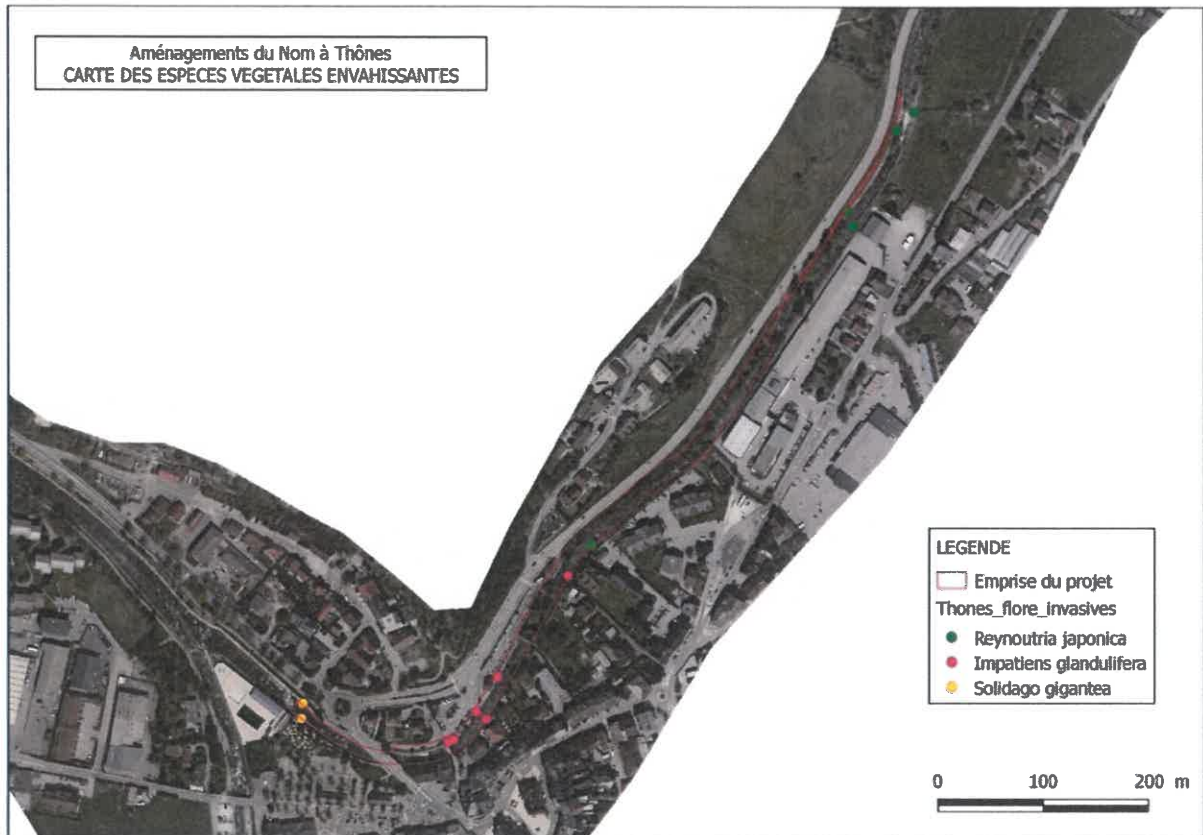 Aménagements du Nom à Thônes
CARTE DES ESPECES VEGETALES ENVAHISSANTES
LEGENDE
Emprise du projet
Thones_flore_invasives
Reynoutria japonica
Impatiens glandulifera
Solidago gigantea
0 100 200 m